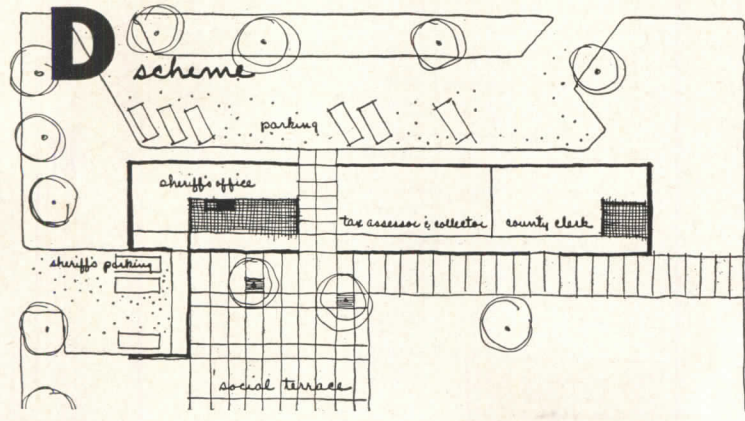 D scheme
parking
sheriff's office
tax assessor & collector
county clerk
sheriff's parking
social terrace